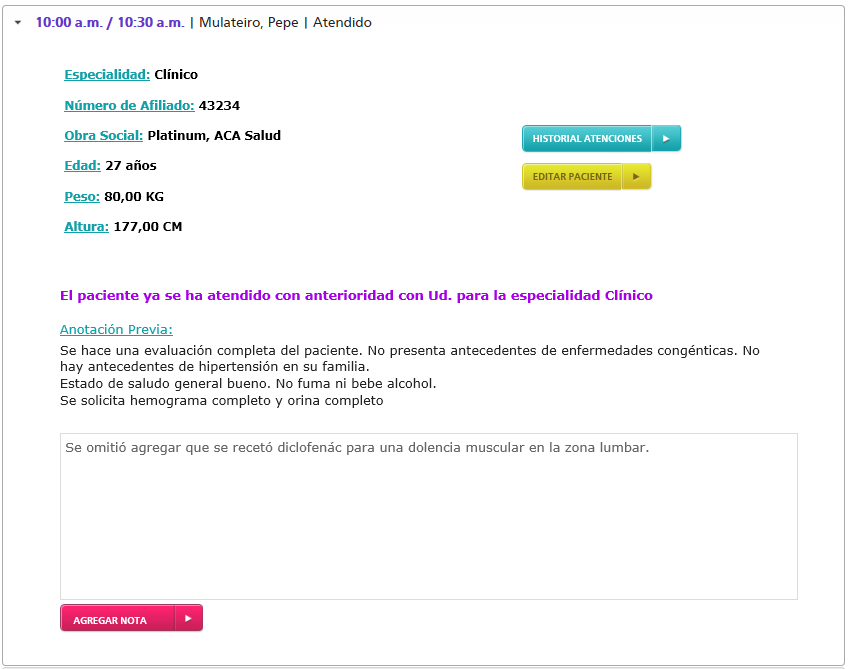 10:00 a.m. / 10:30 a.m. | Mulateiro, Pepe | Atendido
Especialidad: Clínico
Número de Afiliado: 43234
Obra Social: Platinum, ACA Salud
HISTORIAL ATENCIONES
Edad: 27 años
EDITAR PACIENTE
Peso: 80,00 KG
Altura: 177,00 CM
El paciente ya se ha atendido con anterioridad con Ud. para la especialidad Clínico
Anotación Previa:
Se hace una evaluación completa del paciente. No presenta antecedentes de enfermedades congénticas. No
hay antecedentes de hipertensión en su familia.
Estado de saludo general bueno. No fuma ni bebe alcohol.
Se solicita hemograma completo y orina completo
Se omitió agregar que se recetó diclofenác para una dolencia muscular en la zona lumbar.
AGREGAR NOTA